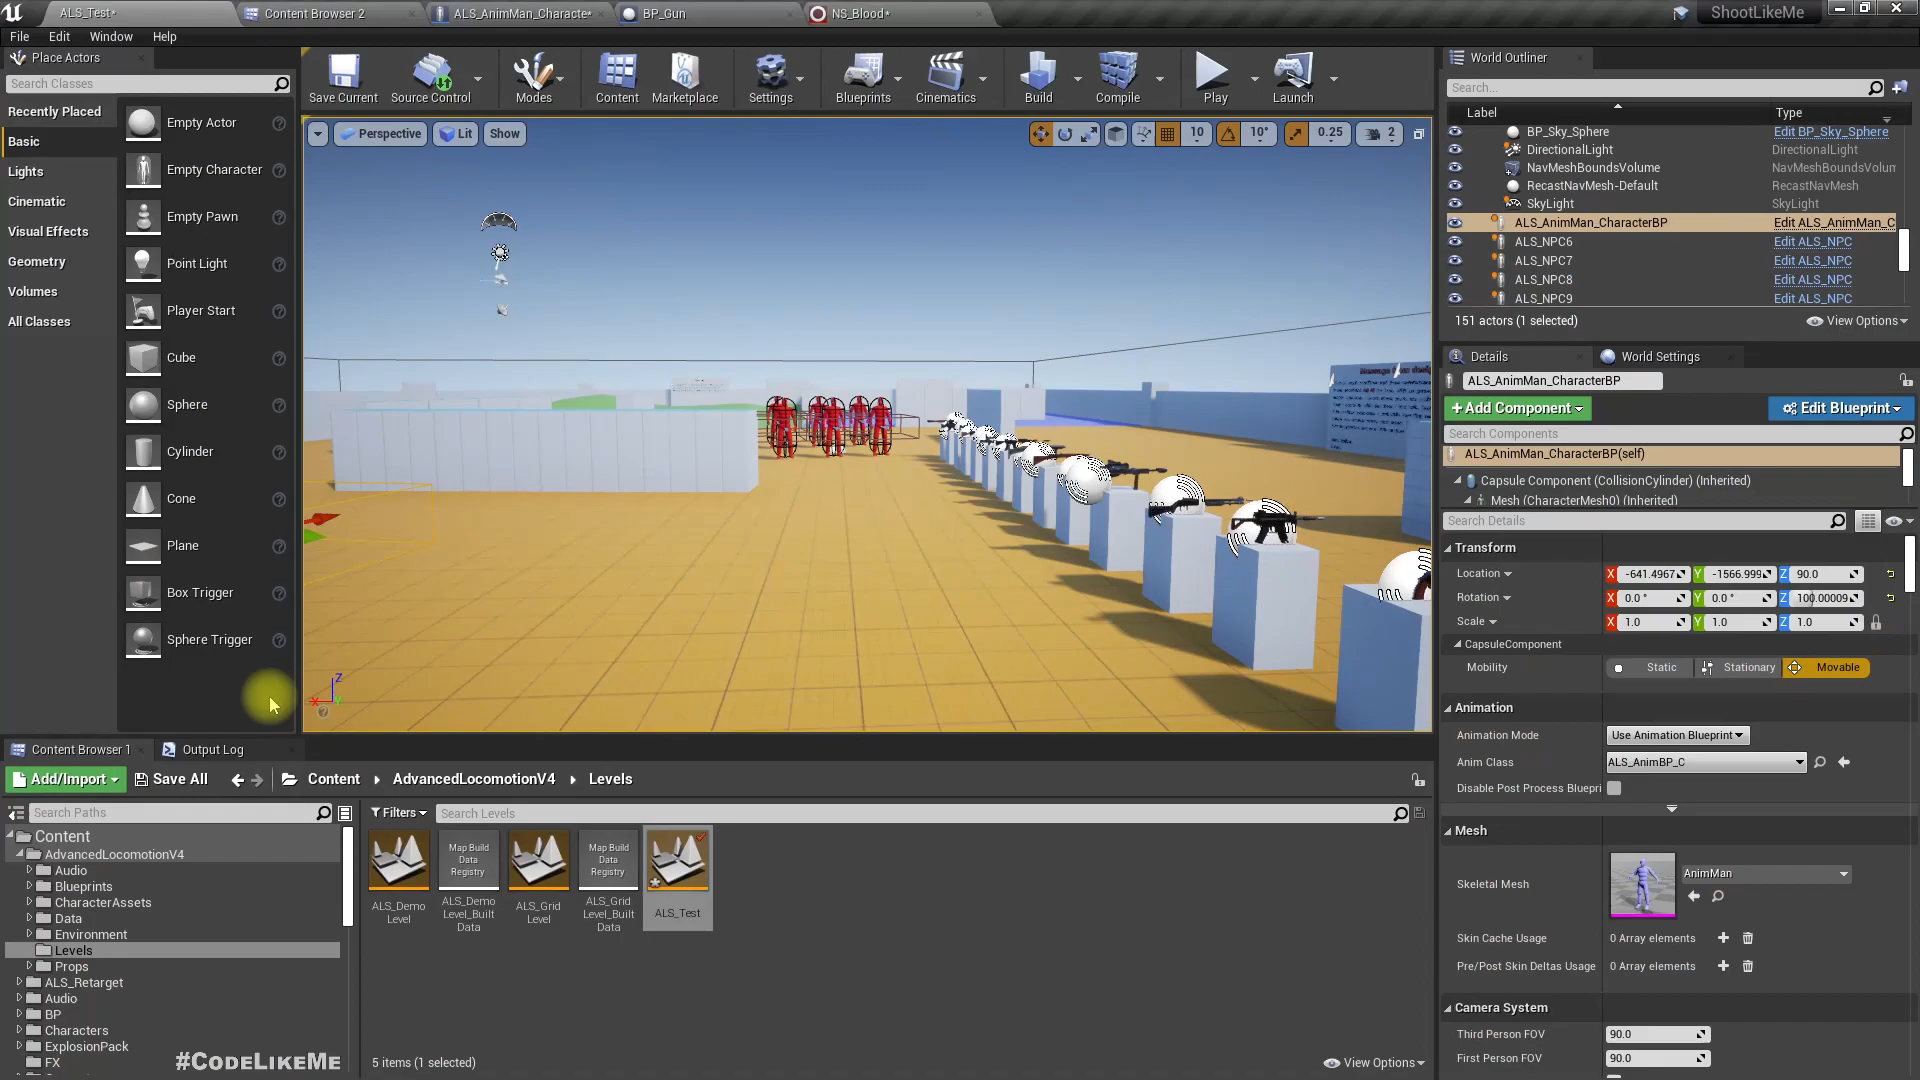 ALS_Test*
Content Browser 2
ALS_AnimMan_Characte*
BP_Gun
NS_Blood*
ShootLikeMe
File
Edit
Window
Help
Place Actors
Search Classes
Recently Placed
Basic
Lights
Cinematic
Visual Effects
Geometry
Volumes
All Classes
Empty Actor
Empty Character
Empty Pawn
Point Light
Player Start
Cube
Sphere
Cylinder
Cone
Plane
Box Trigger
Sphere Trigger
Save Current
Source Control
Modes
Content
Marketplace
Settings
Blueprints
Cinematics
Build
Compile
Play
Launch
Perspective
Lit
Show
10
10°
0.25
2
X
Y
Z
World Outliner
Search...
Label
Type
BP_Sky_Sphere
Edit BP_Sky_Sphere
DirectionalLight
DirectionalLight
NavMeshBoundsVolume
NavMeshBoundsVolum
RecastNavMesh-Default
RecastNavMesh
SkyLight
SkyLight
ALS_AnimMan_CharacterBP
Edit ALS_AnimMan_C
ALS_NPC6
Edit ALS_NPC
ALS_NPC7
Edit ALS_NPC
ALS_NPC8
Edit ALS_NPC
ALS_NPC9
Edit ALS_NPC
151 actors (1 selected)
View Options
Details
World Settings
ALS_AnimMan_CharacterBP
+Add Component
Edit Blueprint
Search Components
ALS_AnimMan_CharacterBP(self)
Capsule Component (CollisionCylinder) (Inherited)
Mesh (CharacterMesh0) (Inherited)
Search Details
Transform
Location
X -641.4967 Y -1566.999 Z 90.0
Rotation
X 0.0 ° Y 0.0 ° Z 100.00009
Scale
X 1.0 Y 1.0 Z 1.0
CapsuleComponent
Mobility
Static
Stationary
Movable
Animation
Animation Mode
Use Animation Blueprint
Anim Class
ALS_AnimBP_C
Disable Post Process Bluepri
Mesh
Skeletal Mesh
AnimMan
Skin Cache Usage
0 Array elements
Pre/Post Skin Deltas Usage
0 Array elements
Camera System
Third Person FOV
90.0
First Person FOV
90.0
Content Browser 1
Output Log
Add/Import
Save All
Content
AdvancedLocomotionV4
Levels
Search Paths
Filters
Search Levels
Content
AdvancedLocomotionV4
Audio
Blueprints
CharacterAssets
Data
Environment
Levels
Props
ALS_Retarget
Audio
BP
Characters
ExplosionPack
FX
Map Build
Data
Registry
Map Build
Data
Registry
ALS_Demo
Level
ALS_Demo
Level_Built
Data
ALS_Grid
Level
ALS_Grid
Level_Built
Data
ALS_Test
5 items (1 selected)
View Options
#CodeLikeMe